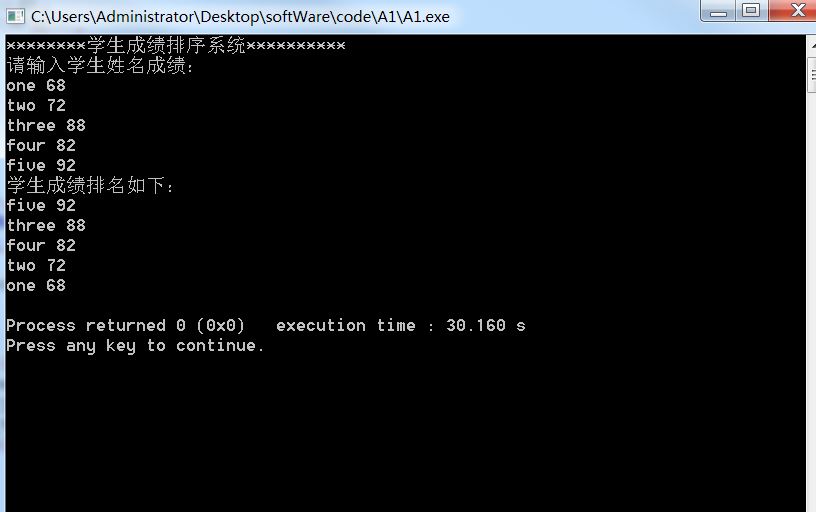 C:\Users\Administrator\Desktop\softWare\code\A1\A1.exe
********学生成绩排序系统**********
请输入学生姓名成绩：
one 68
two 72
three 88
four 82
five 92
学生成绩排名如下：
five 92
three 88
four 82
two 72
one 68
Process returned 0 (0x0)   execution time : 30.160 s
Press any key to continue.